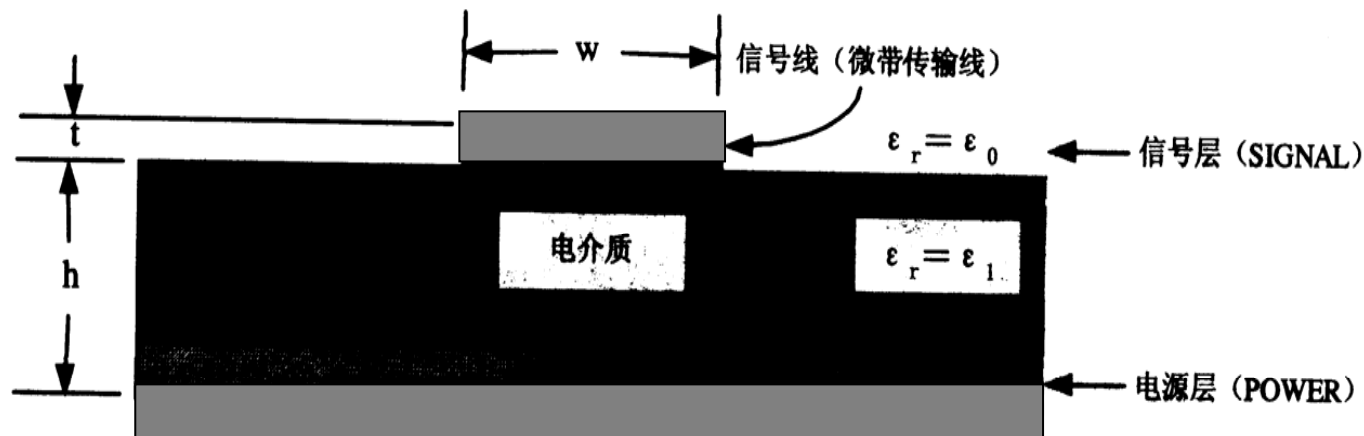 W
信号线（微带传输线）
t
ε r = ε 0
信号层（SIGNAL）
电介质
ε r = ε 1
h
电源层（POWER）